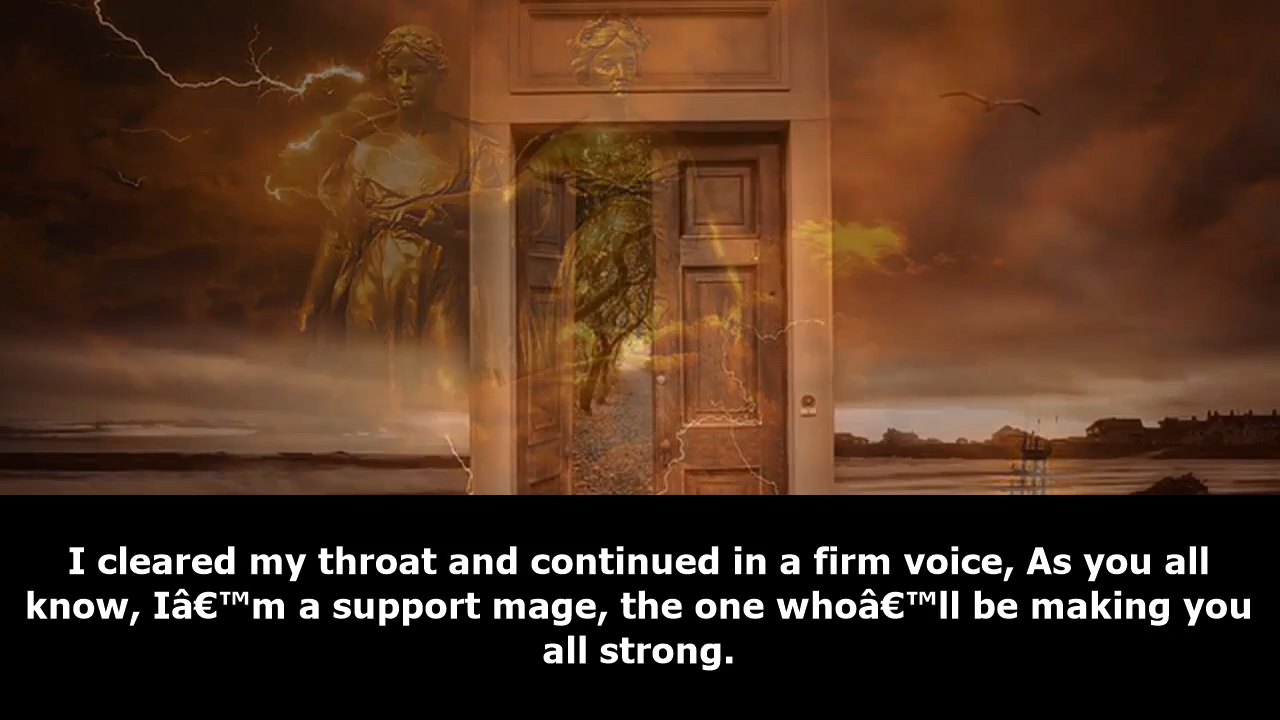 I cleared my throat and continued in a firm voice, As you all
know, Iâ€™m a support mage, the one whoâ€™ll be making you
all strong.